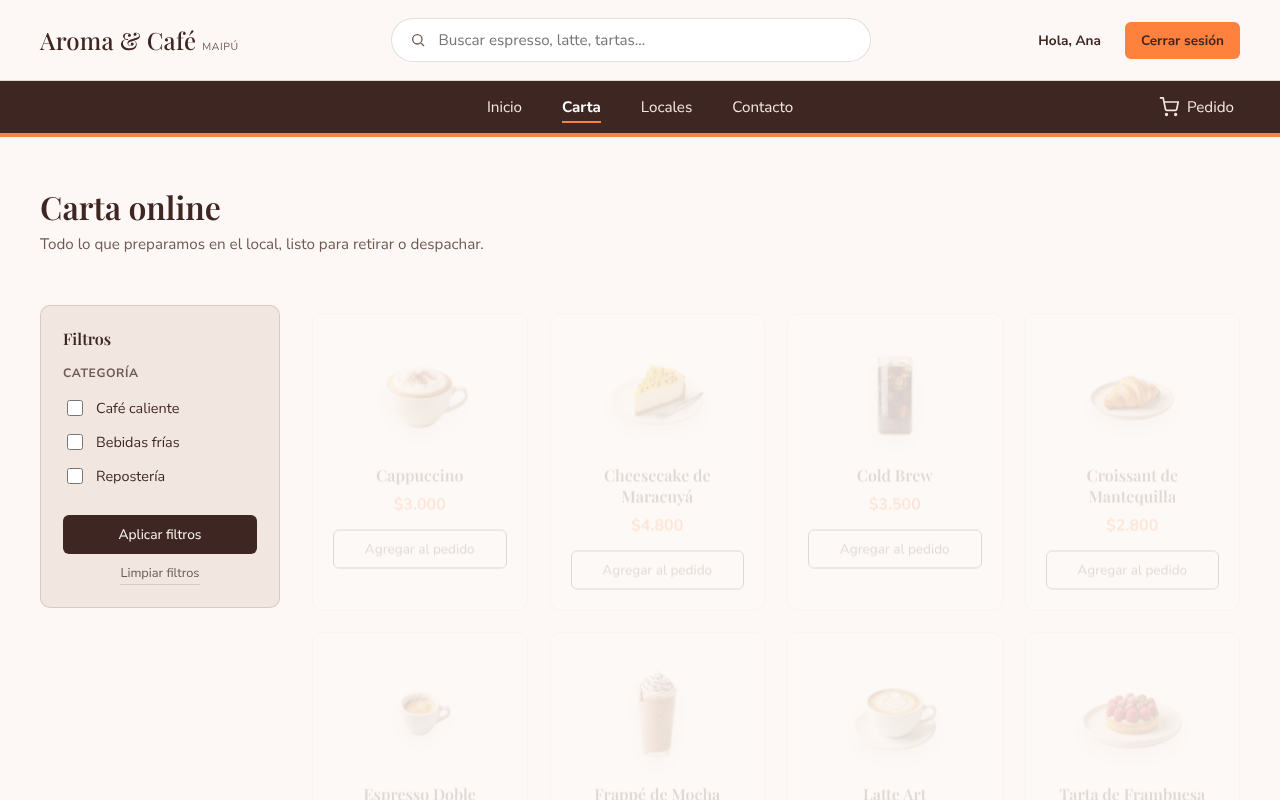 Aroma & Café MAIPÚ
Buscar espresso, latte, tartas...
Hola, Ana
Cerrar sesión
Inicio
Carta
Locales
Contacto
Pedido
Carta online
Todo lo que preparamos en el local, listo para retirar o despachar.
Filtros
CATEGORÍA
Café caliente
Bebidas frías
Repostería
Aplicar filtros
Limpiar filtros
Cappuccino
$3.000
Agregar al pedido
Cheesecake de
Maracuyá
$4.800
Agregar al pedido
Cold Brew
$3.500
Agregar al pedido
Croissant de
Mantequilla
$2.800
Agregar al pedido
Espresso Doble
Frappé de Mocha
Latte Art
Tarta de Frambuesa